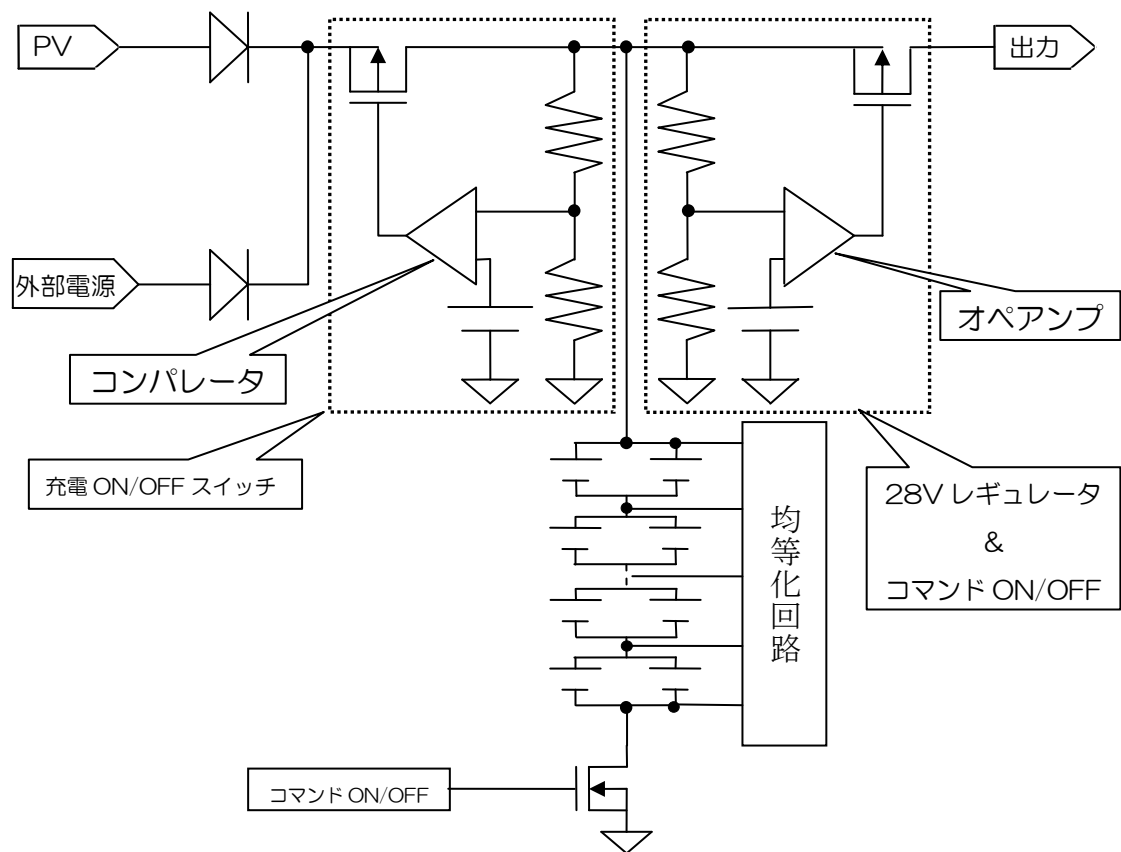 PV
出力
外部電源
コンパレータ
オペアンプ
充電 ON/OFF スイッチ
28V レギュレータ
&
コマンド ON/OFF
均等化回路
コマンド ON/OFF